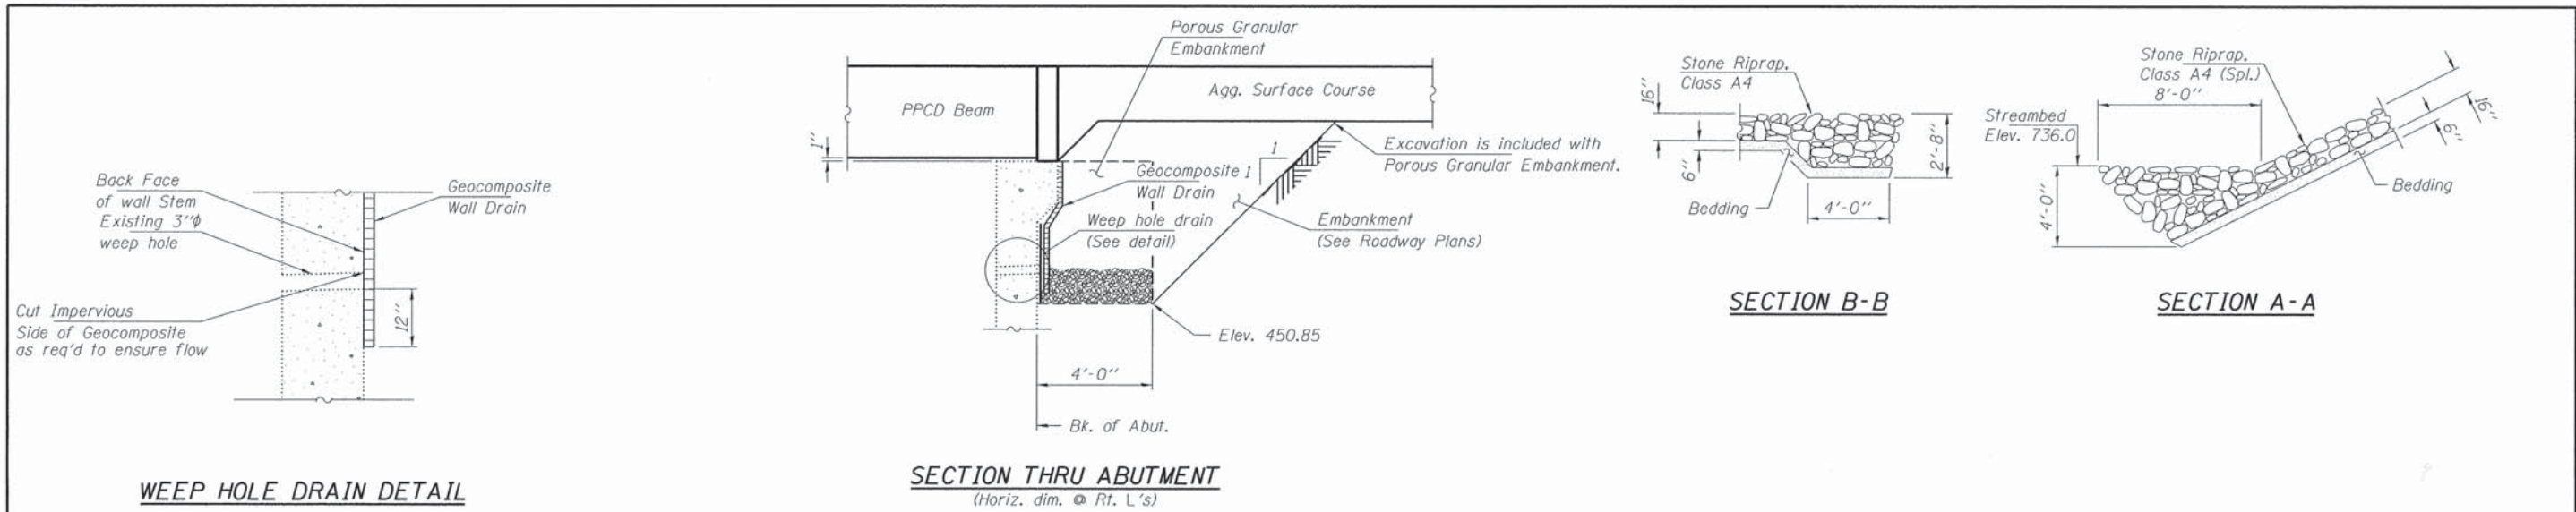 Back Face
of wall Stem
Existing 3"ϕ
weep hole
Geocomposite
Wall Drain
Cut Impervious
Side of Geocomposite
as req'd to ensure flow
12"
WEEP HOLE DRAIN DETAIL
Porous Granular
Embankment
PPCD Beam
Agg. Surface Course
1"
Excavation is included with
Porous Granular Embankment.
1
1
Geocomposite
Wall Drain
Weep hole drain
(See detail)
Embankment
(See Roadway Plans)
Elev. 450.85
4'-0"
Bk. of Abut.
SECTION THRU ABUTMENT
(Horiz. dim. @ Rt. L's)
Stone Riprap,
Class A4
16"
6"
2'-8"
Bedding
4'-0"
SECTION B-B
Stone Riprap,
Class A4 (Spl.)
8'-0"
Streambed
Elev. 736.0
4'-0"
16"
6"
Bedding
SECTION A-A